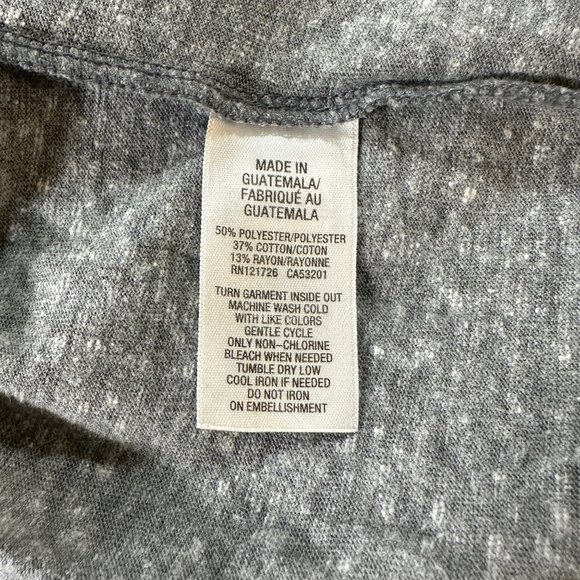 MADE IN
GUATEMALA/
FABRIQUÉ AU
GUATEMALA
50% POLYESTER/POLYESTER
37% COTTON/COTON
13% RAYON/RAYONNE
RN121726 CA53201
TURN GARMENT INSIDE OUT
MACHINE WASH COLD
WITH LIKE COLORS
GENTLE CYCLE
ONLY NON-CHLORINE
BLEACH WHEN NEEDED
TUMBLE DRY LOW
COOL IRON IF NEEDED
DO NOT IRON
ON EMBELLISHMENT